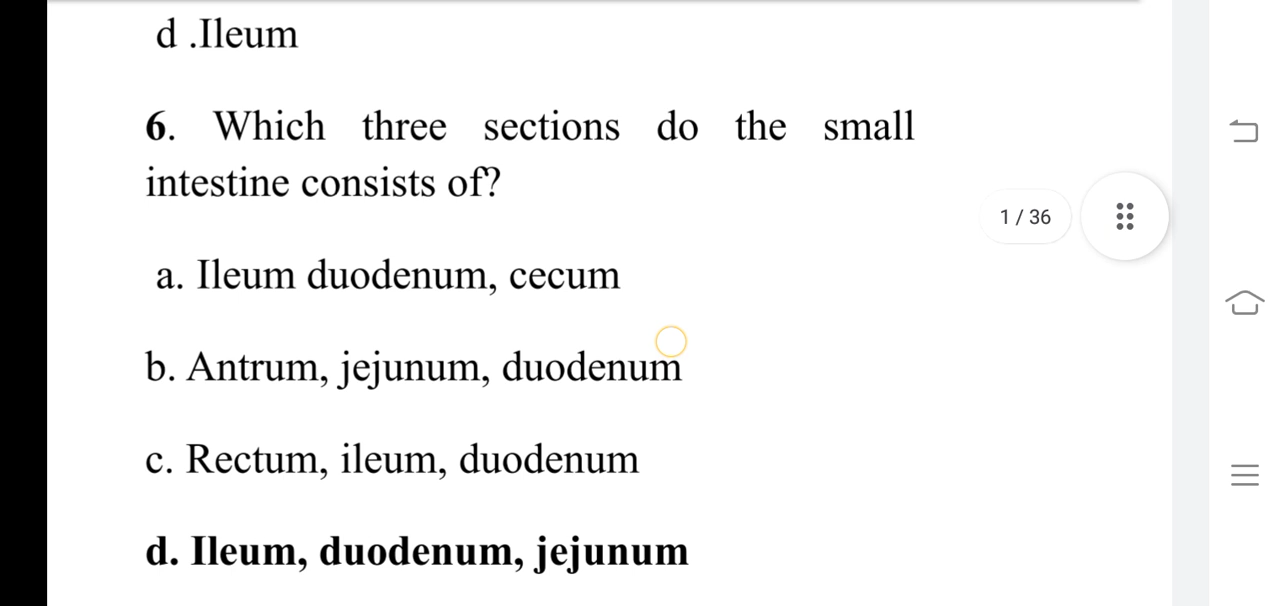 d .Ileum
6. Which three sections do the small
intestine consists of?
1 / 36
a. Ileum duodenum, cecum
b. Antrum, jejunum, duodenum
c. Rectum, ileum, duodenum
d. Ileum, duodenum, jejunum